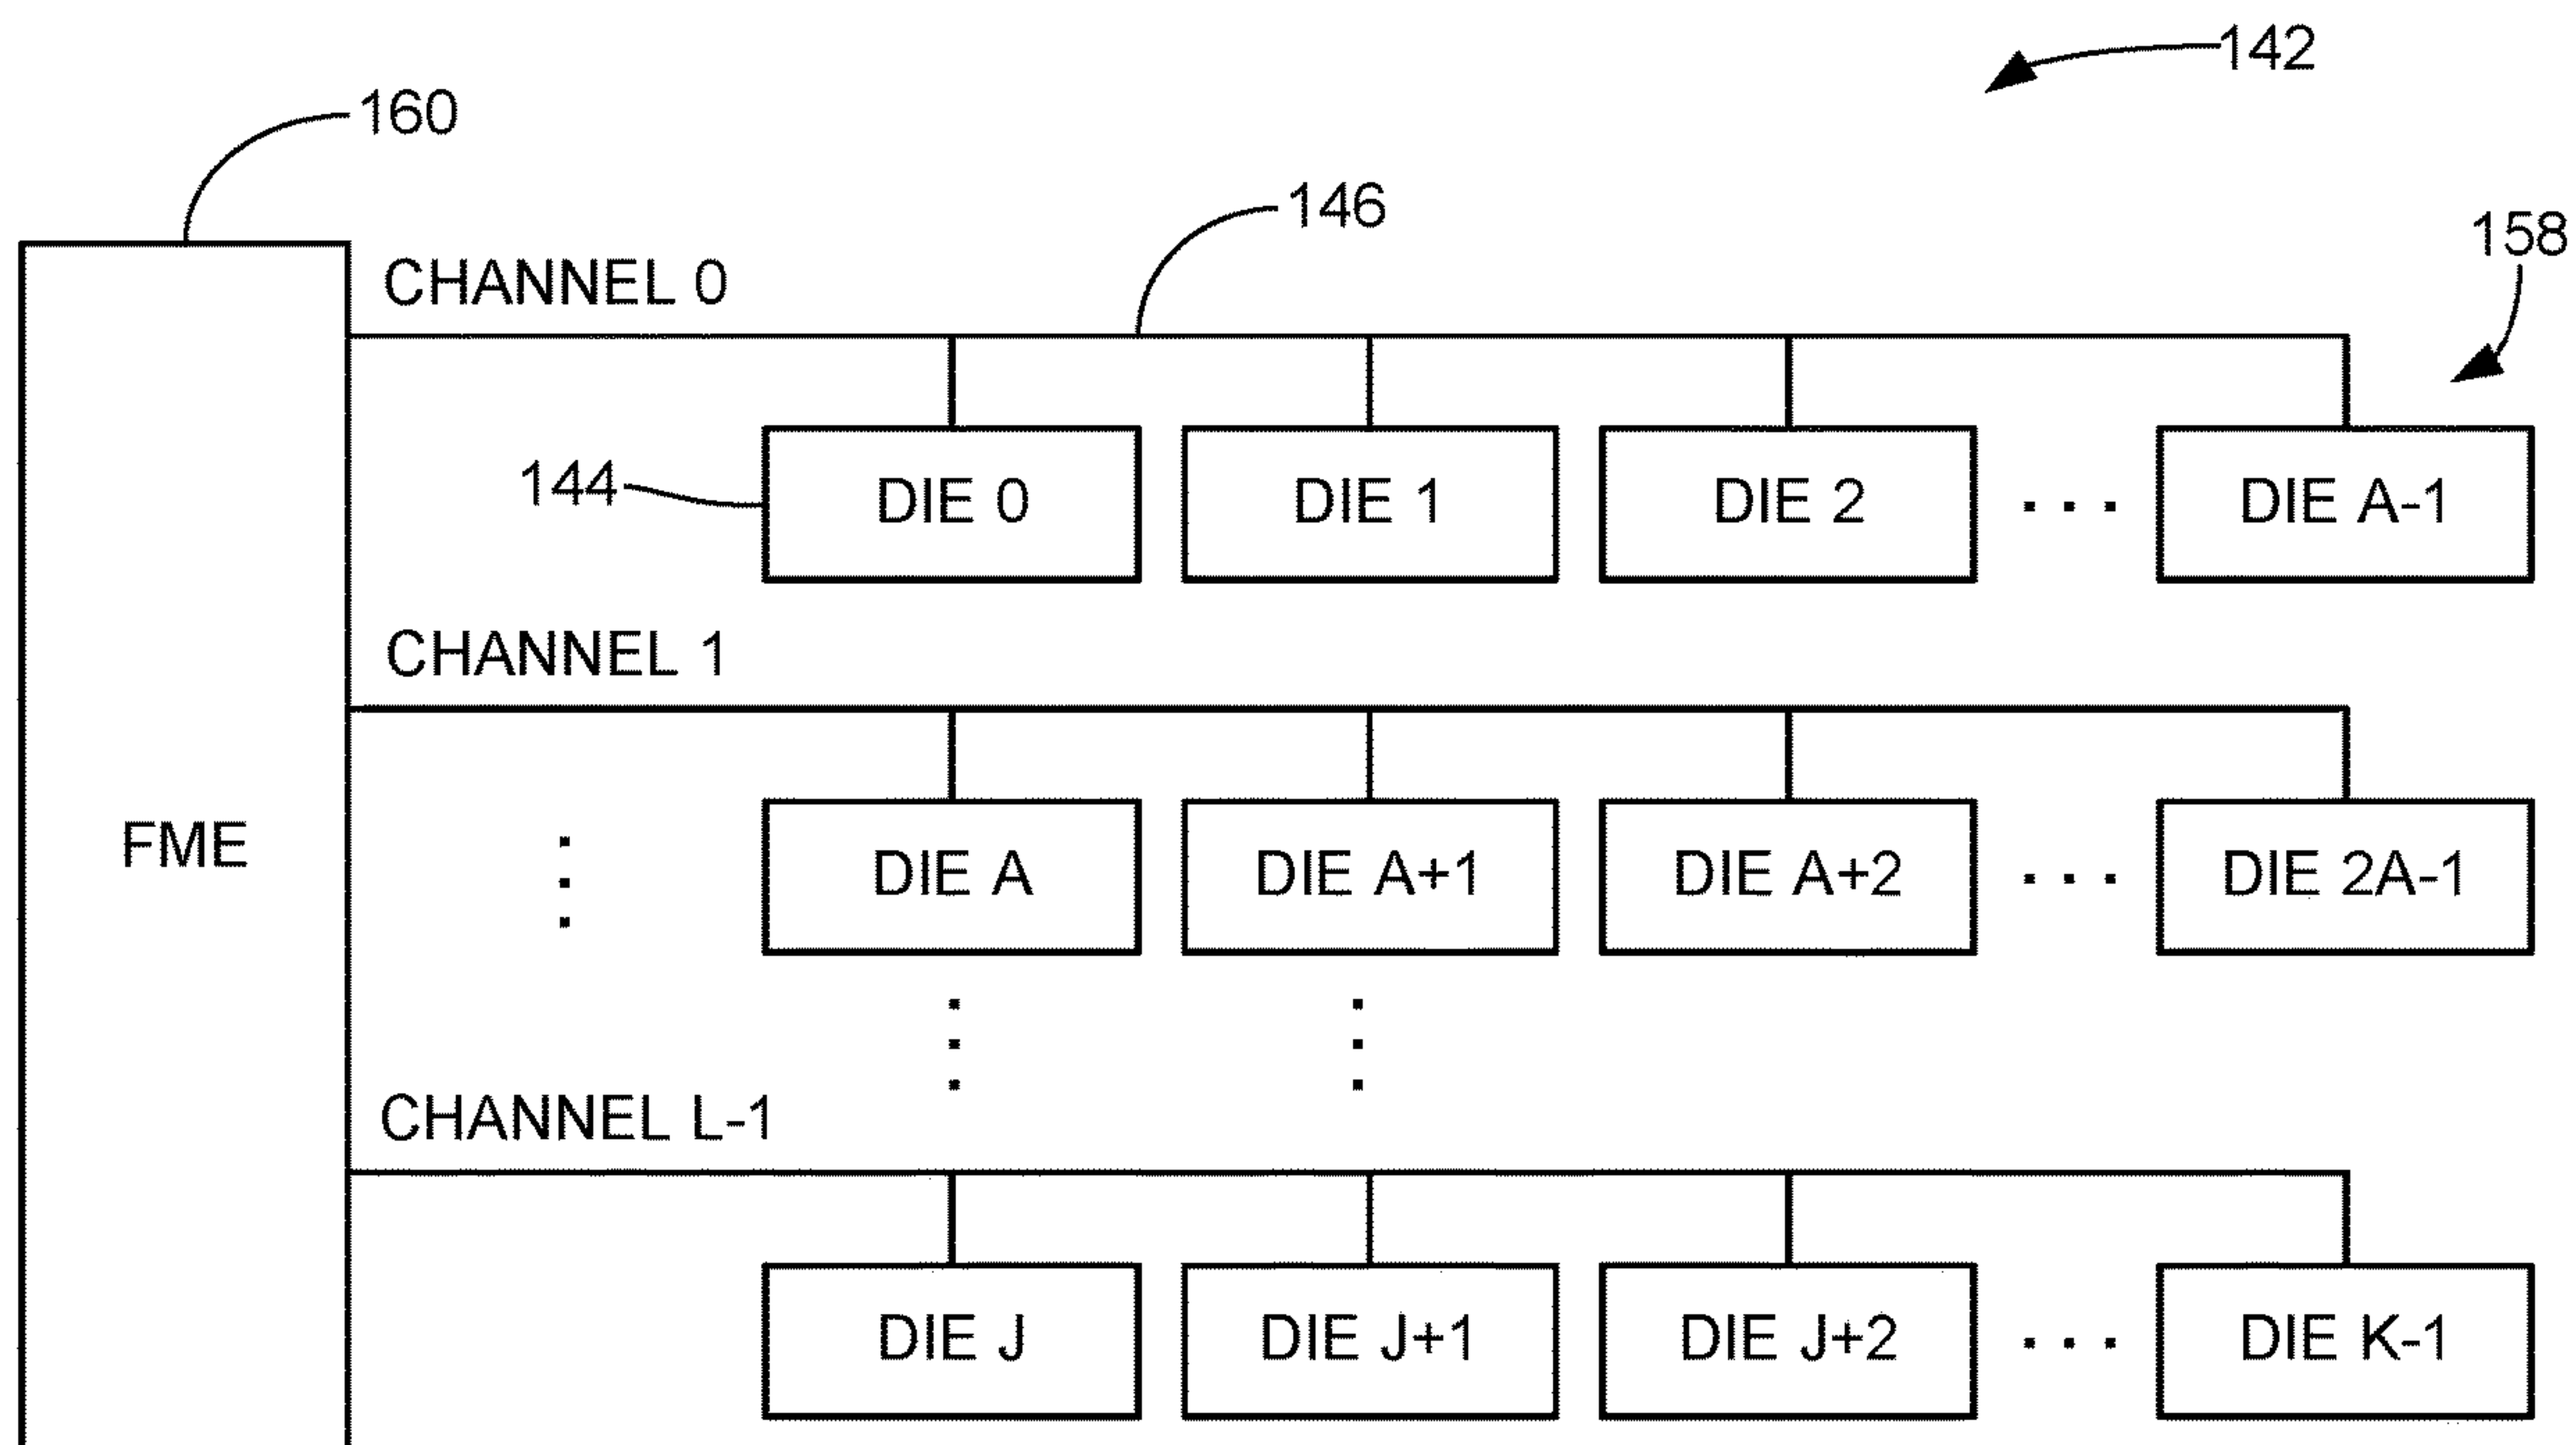 142
160
146
158
CHANNEL 0
144
DIE 0 DIE 1 DIE 2 . . . DIE A-1
CHANNEL 1
FME
DIE A DIE A+1 DIE A+2 . . . DIE 2A-1
CHANNEL L-1
DIE J DIE J+1 DIE J+2 . . . DIE K-1